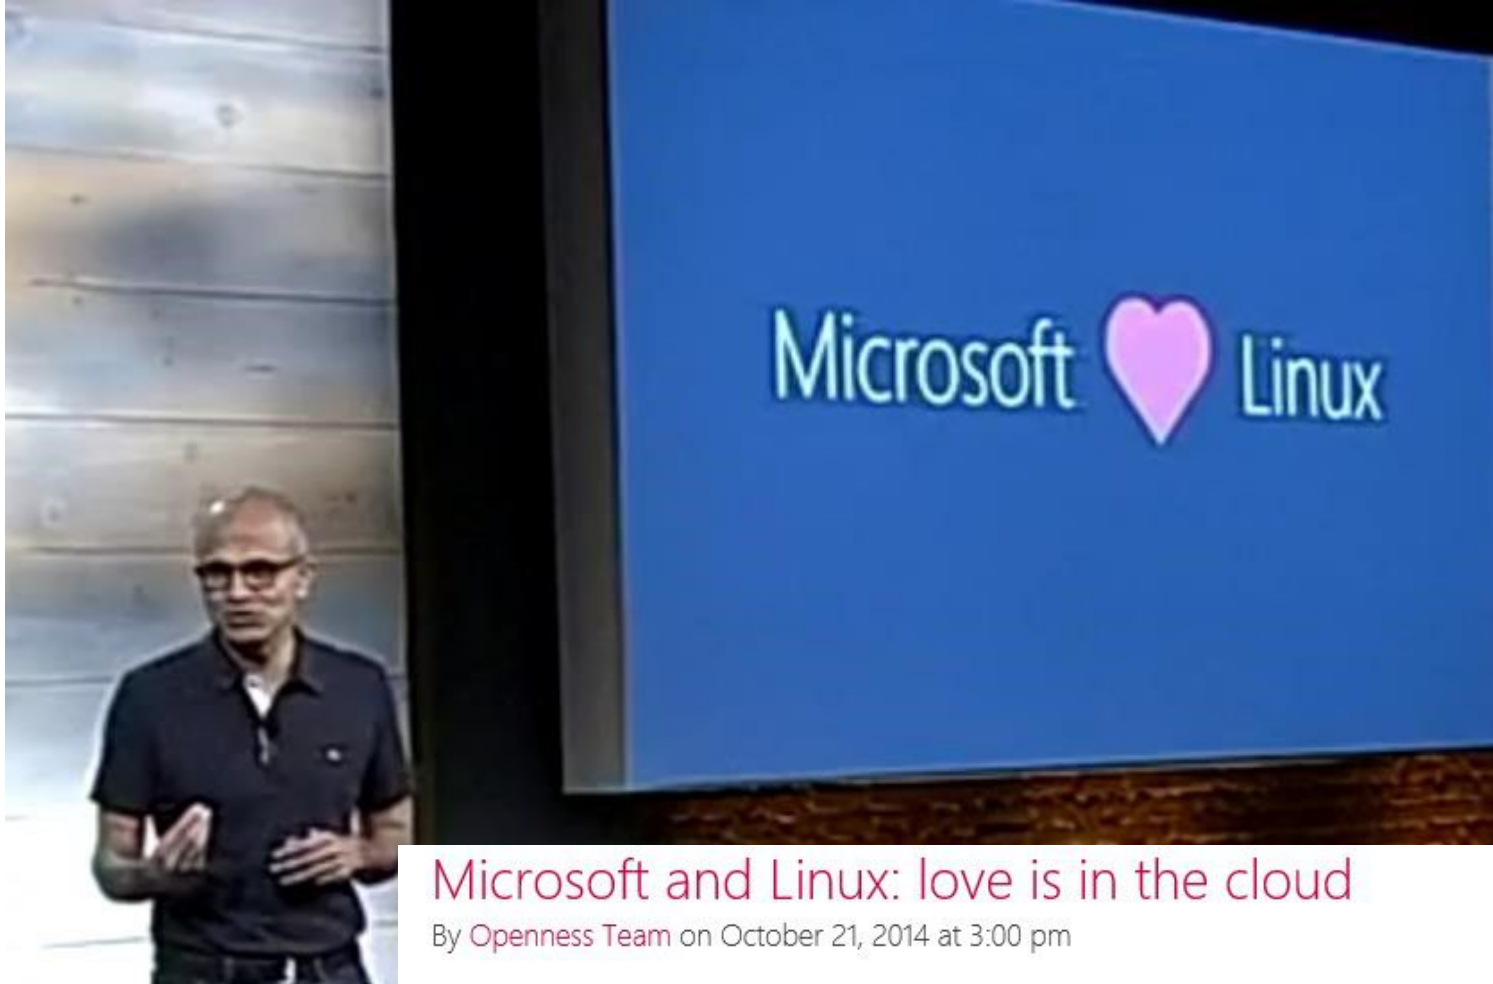 Microsoft Linux
Microsoft and Linux: love is in the cloud
By Openness Team on October 21, 2014 at 3:00 pm